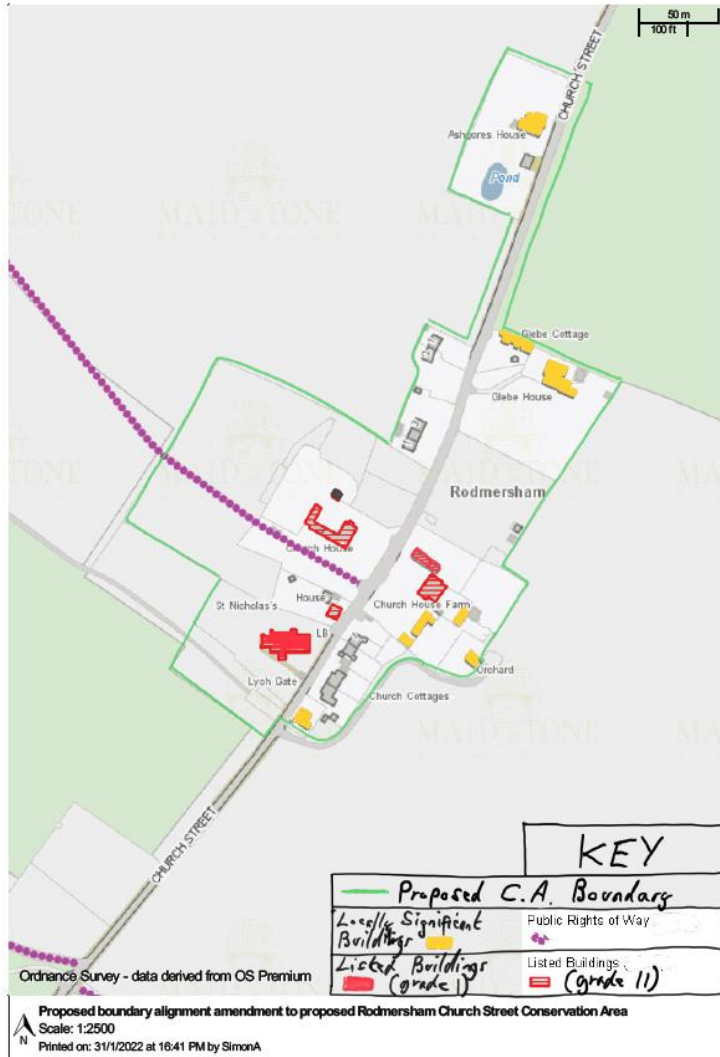 50 m
100 ft
CHURCH STREET
Ashgores House
Pond
Glebe Cottage
Glebe House
Rodmersham
Church House
Church House Farm
St Nicholas's
House
LB
Orchard
Lych Gate
Church Cottages
CHURCH STREET
MAIDSTONE
KEY
Proposed C.A. Boundary
Locally Significant
Buildings
Public Rights of Way
Listed Buildings
(grade I)
Listed Buildings
(grade II)
Ordnance Survey - data derived from OS Premium
Proposed boundary alignment amendment to proposed Rodmersham Church Street Conservation Area
Scale: 1:2500
Printed on: 31/1/2022 at 16:41 PM by SimonA
N